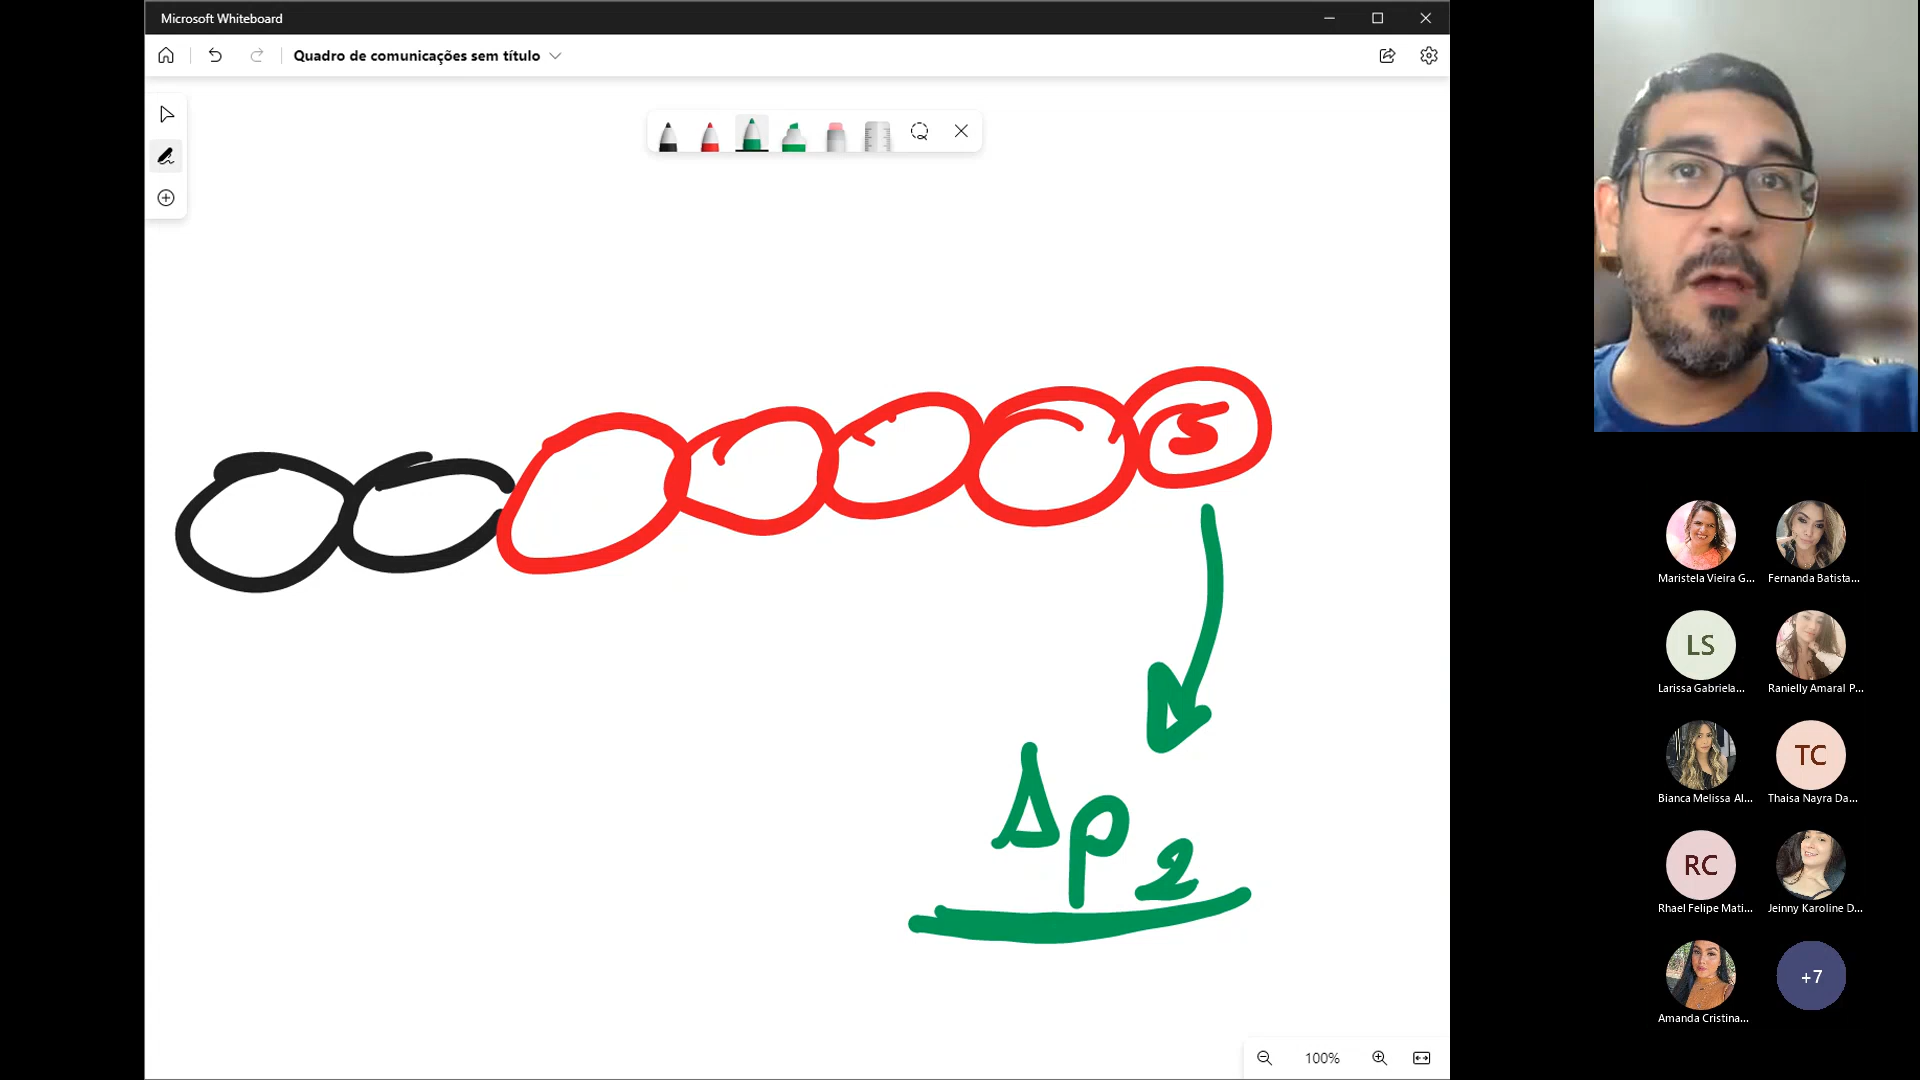 Microsoft Whiteboard
Quadro de comunicações sem título
5
Δp2
100%
Maristela Vieira G...
Fernanda Batista...
LS
Larissa Gabriela...
Ranielly Amaral P...
Bianca Melissa Al...
TC
Thaisa Nayra Da...
RC
Rhael Felipe Mati...
Jeinny Karoline D...
Amanda Cristina...
+7